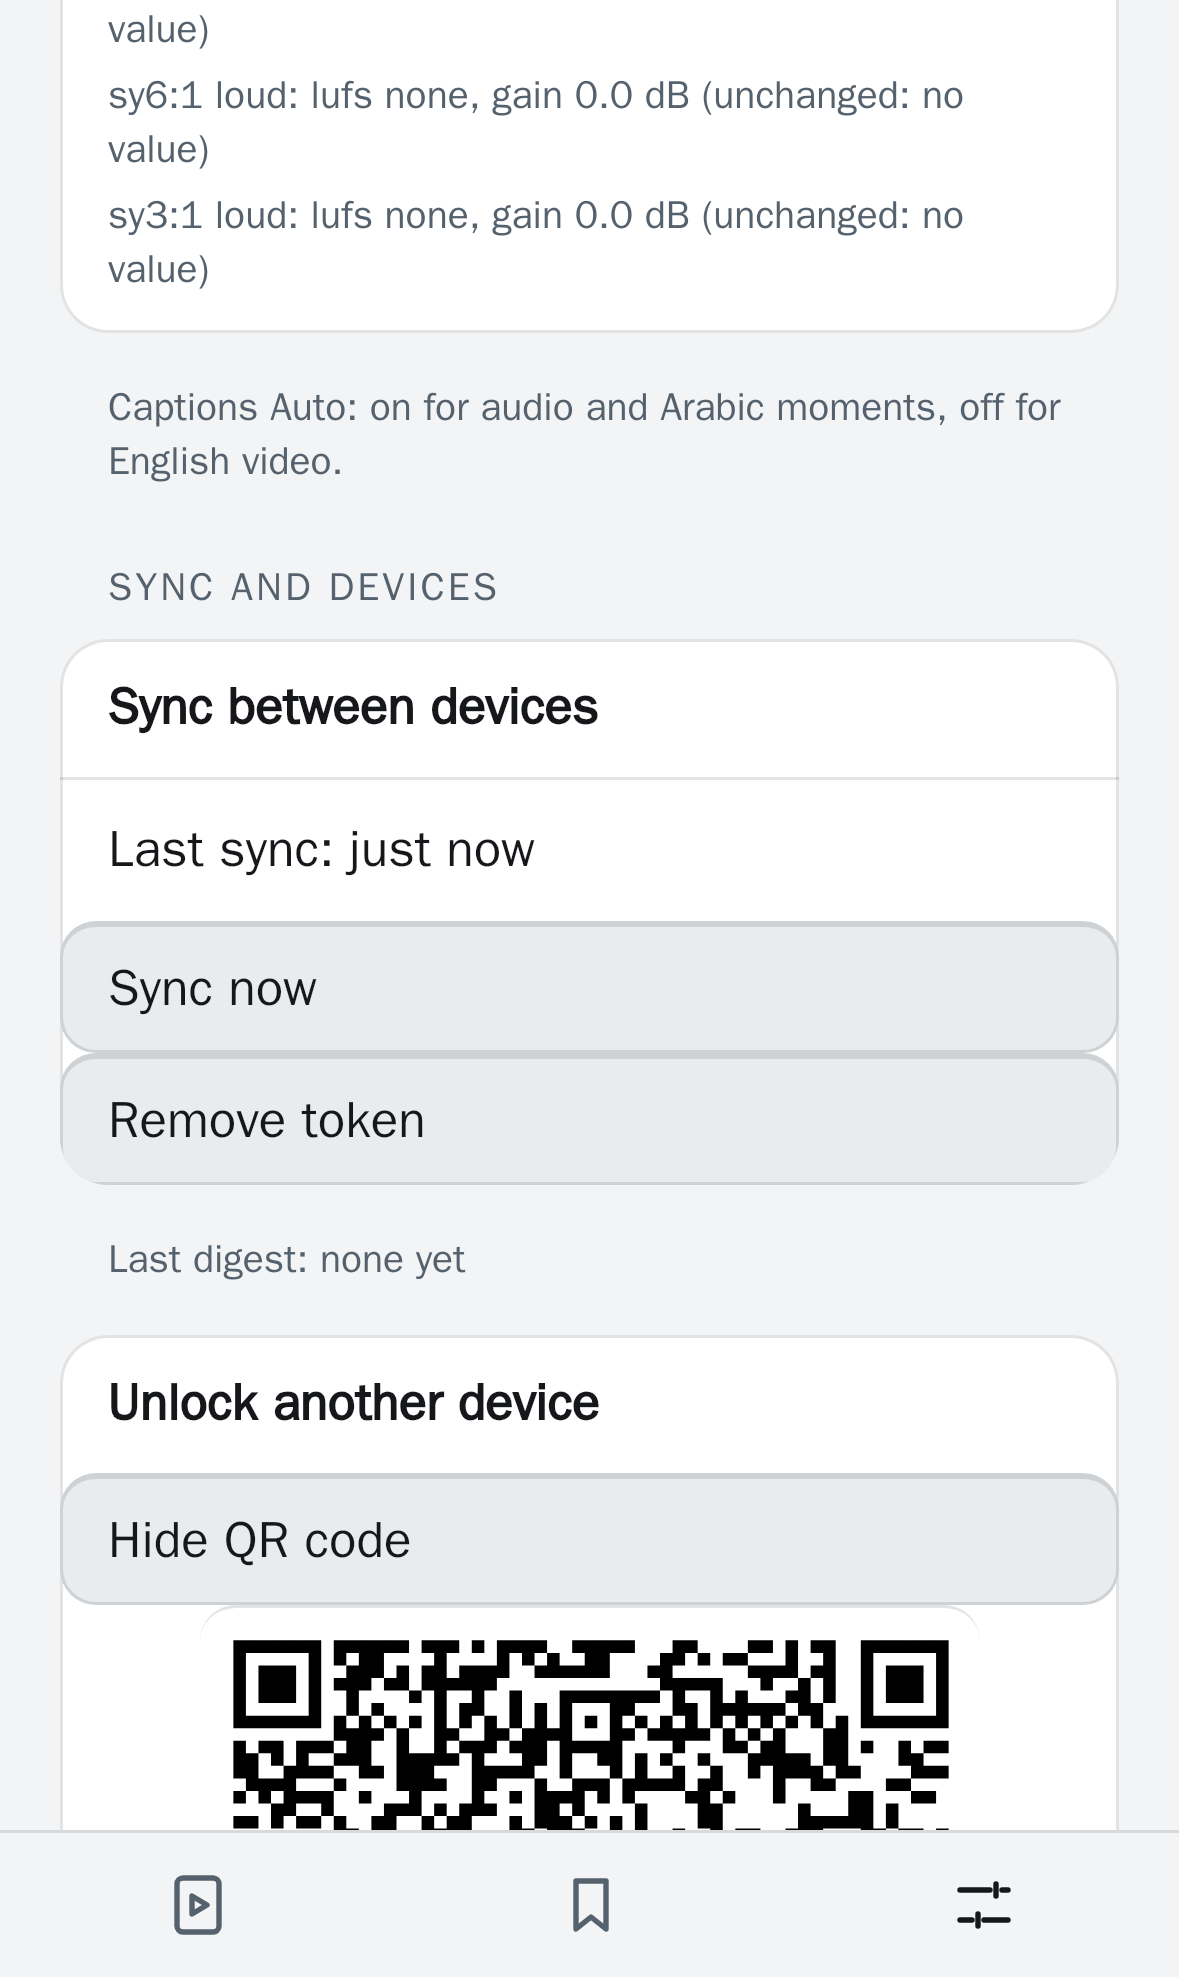 value)
sy6:1 loud: lufs none, gain 0.0 dB (unchanged: no
value)
sy3:1 loud: lufs none, gain 0.0 dB (unchanged: no
value)
Captions Auto: on for audio and Arabic moments, off for
English video.
SYNC AND DEVICES
Sync between devices
Last sync: just now
Sync now
Remove token
Last digest: none yet
Unlock another device
Hide QR code